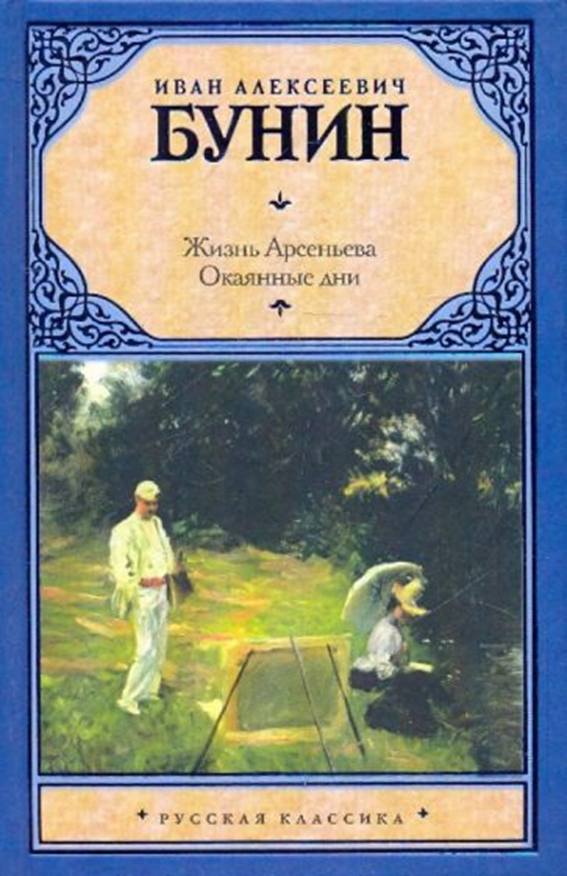 ИВАН АЛЕКСЕЕВИЧ
БУНИН
Жизнь Арсеньева
Окаянные дни
РУССКАЯ КЛАССИКА